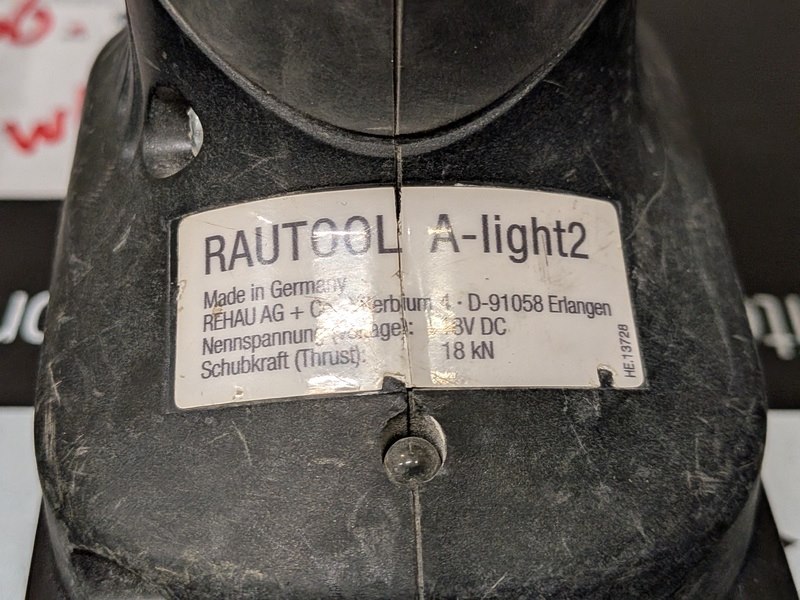 RAUTOOL A-light2
Made in Germany
REHAU AG + Co 4 · D-91058 Erlangen
Nennspannung (Voltage): DC
Schubkraft (Thrust): 18 kN
HE.13728